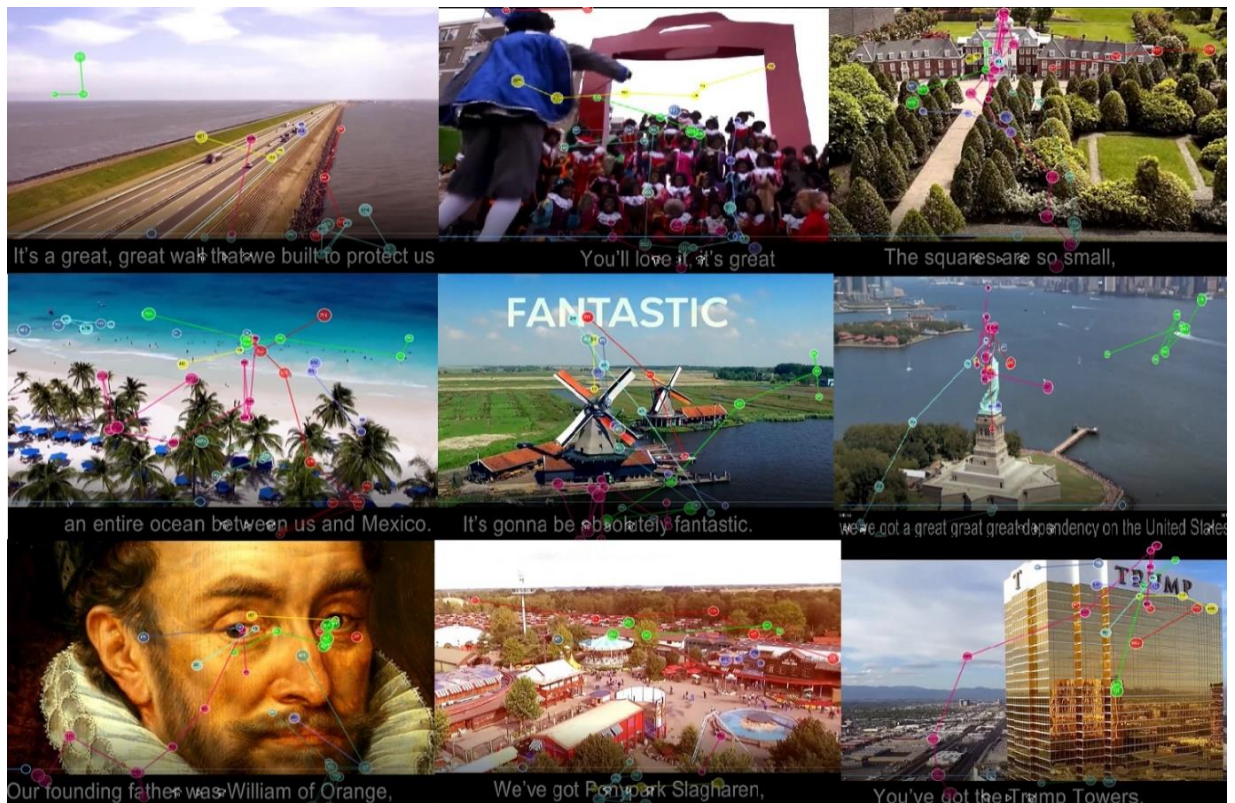 It's a great, great wall that we built to protect us
You'll love it, it's great
The squares are so small,
an entire ocean between us and Mexico.
FANTASTIC
It's gonna be absolutely fantastic.
we've got a great great great dependency on the United States
T TRUMP
Our founding father was William of Orange,
We've got Ponypark Slagharen,
You've got the Trump Towers.